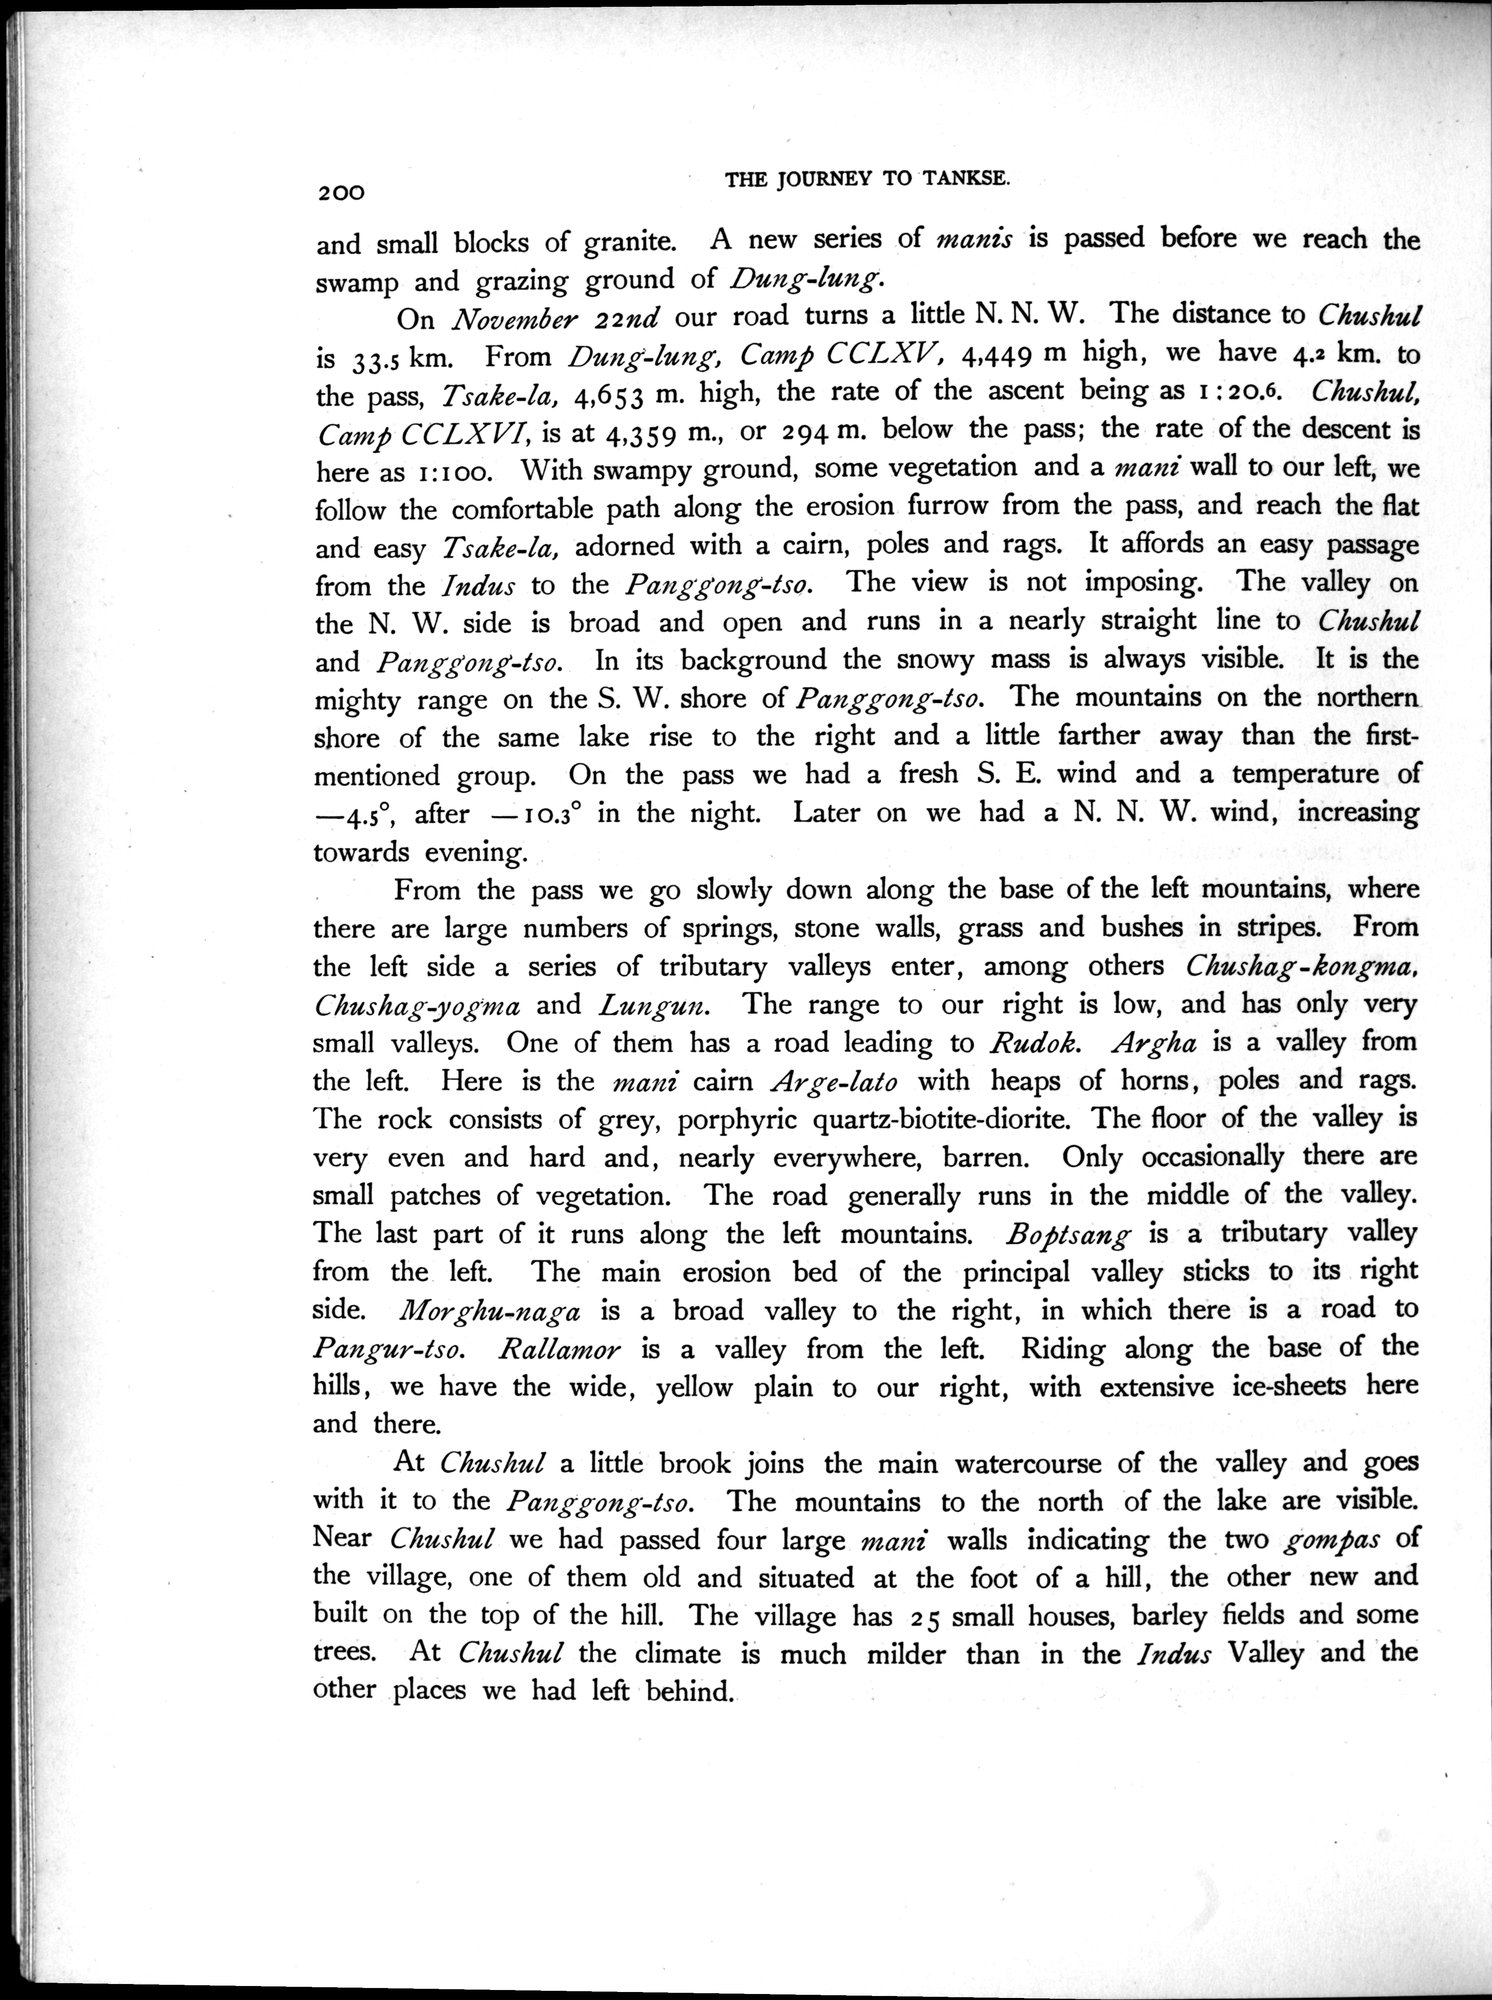 200
THE JOURNEY TO TANKSE.
and small blocks of granite. A new series of manis is passed before we reach the
swamp and grazing ground of Dung-lung.
On November 22nd our road turns a little N. N. W. The distance to Chushul
is 33.5 km. From Dung-lung, Camp CCLXV, 4,449 m high, we have 4.2 km. to
the pass, Tsake-la, 4,653 m. high, the rate of the ascent being as 1:20.6. Chushul,
Camp CCLXVI, is at 4,359 m., or 294 m. below the pass; the rate of the descent is
here as 1:100. With swampy ground, some vegetation and a mani wall to our left, we
follow the comfortable path along the erosion furrow from the pass, and reach the flat
and easy Tsake-la, adorned with a cairn, poles and rags. It affords an easy passage
from the Indus to the Panggong-tso. The view is not imposing. The valley on
the N. W. side is broad and open and runs in a nearly straight line to Chushul
and Panggong-tso. In its background the snowy mass is always visible. It is the
mighty range on the S. W. shore of Panggong-tso. The mountains on the northern
shore of the same lake rise to the right and a little farther away than the first-
mentioned group. On the pass we had a fresh S. E. wind and a temperature of
—4.5°, after —10.3° in the night. Later on we had a N. N. W. wind, increasing
towards evening.
From the pass we go slowly down along the base of the left mountains, where
there are large numbers of springs, stone walls, grass and bushes in stripes. From
the left side a series of tributary valleys enter, among others Chushag-kongma,
Chushag-yogma and Lungun. The range to our right is low, and has only very
small valleys. One of them has a road leading to Rudok. Argha is a valley from
the left. Here is the mani cairn Arge-lato with heaps of horns, poles and rags.
The rock consists of grey, porphyric quartz-biotite-diorite. The floor of the valley is
very even and hard and, nearly everywhere, barren. Only occasionally there are
small patches of vegetation. The road generally runs in the middle of the valley.
The last part of it runs along the left mountains. Boptsang is a tributary valley
from the left. The main erosion bed of the principal valley sticks to its right
side. Morghu-naga is a broad valley to the right, in which there is a road to
Pangur-tso. Rallamor is a valley from the left. Riding along the base of the
hills, we have the wide, yellow plain to our right, with extensive ice-sheets here
and there.
At Chushul a little brook joins the main watercourse of the valley and goes
with it to the Panggong-tso. The mountains to the north of the lake are visible.
Near Chushul we had passed four large mani walls indicating the two gompas of
the village, one of them old and situated at the foot of a hill, the other new and
built on the top of the hill. The village has 25 small houses, barley fields and some
trees. At Chushul the climate is much milder than in the Indus Valley and the
other places we had left behind.